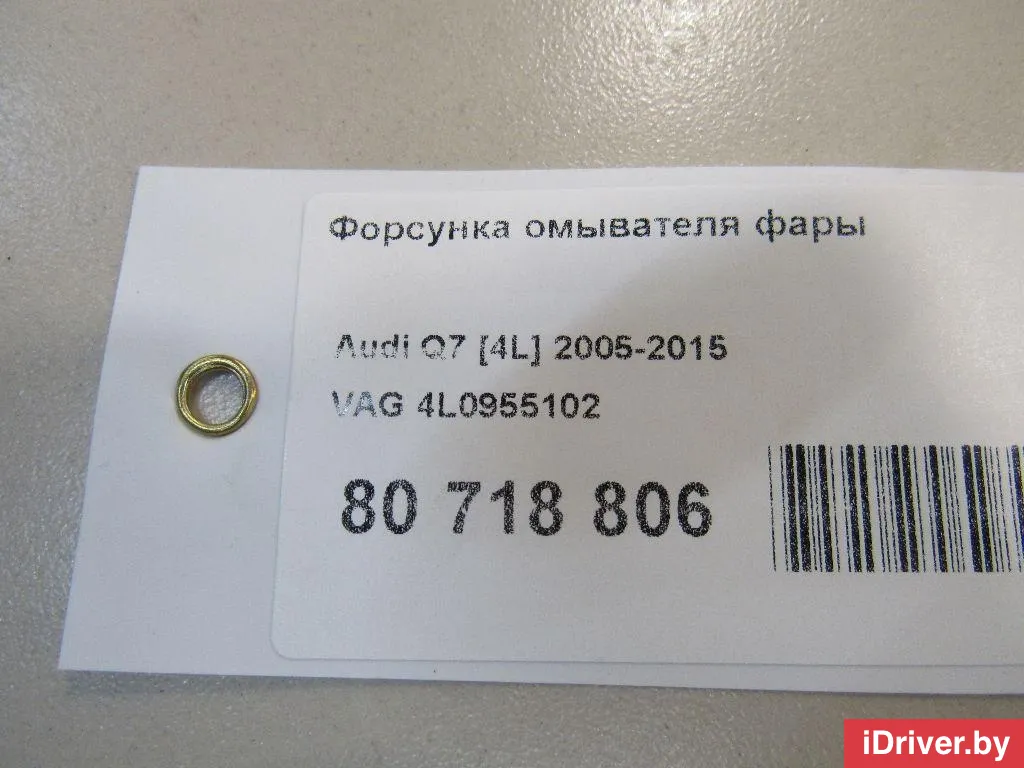 Форсунка омывателя фары
Audi Q7 [4L] 2005-2015
VAG 4L0955102
80 718 806
iDriver.by